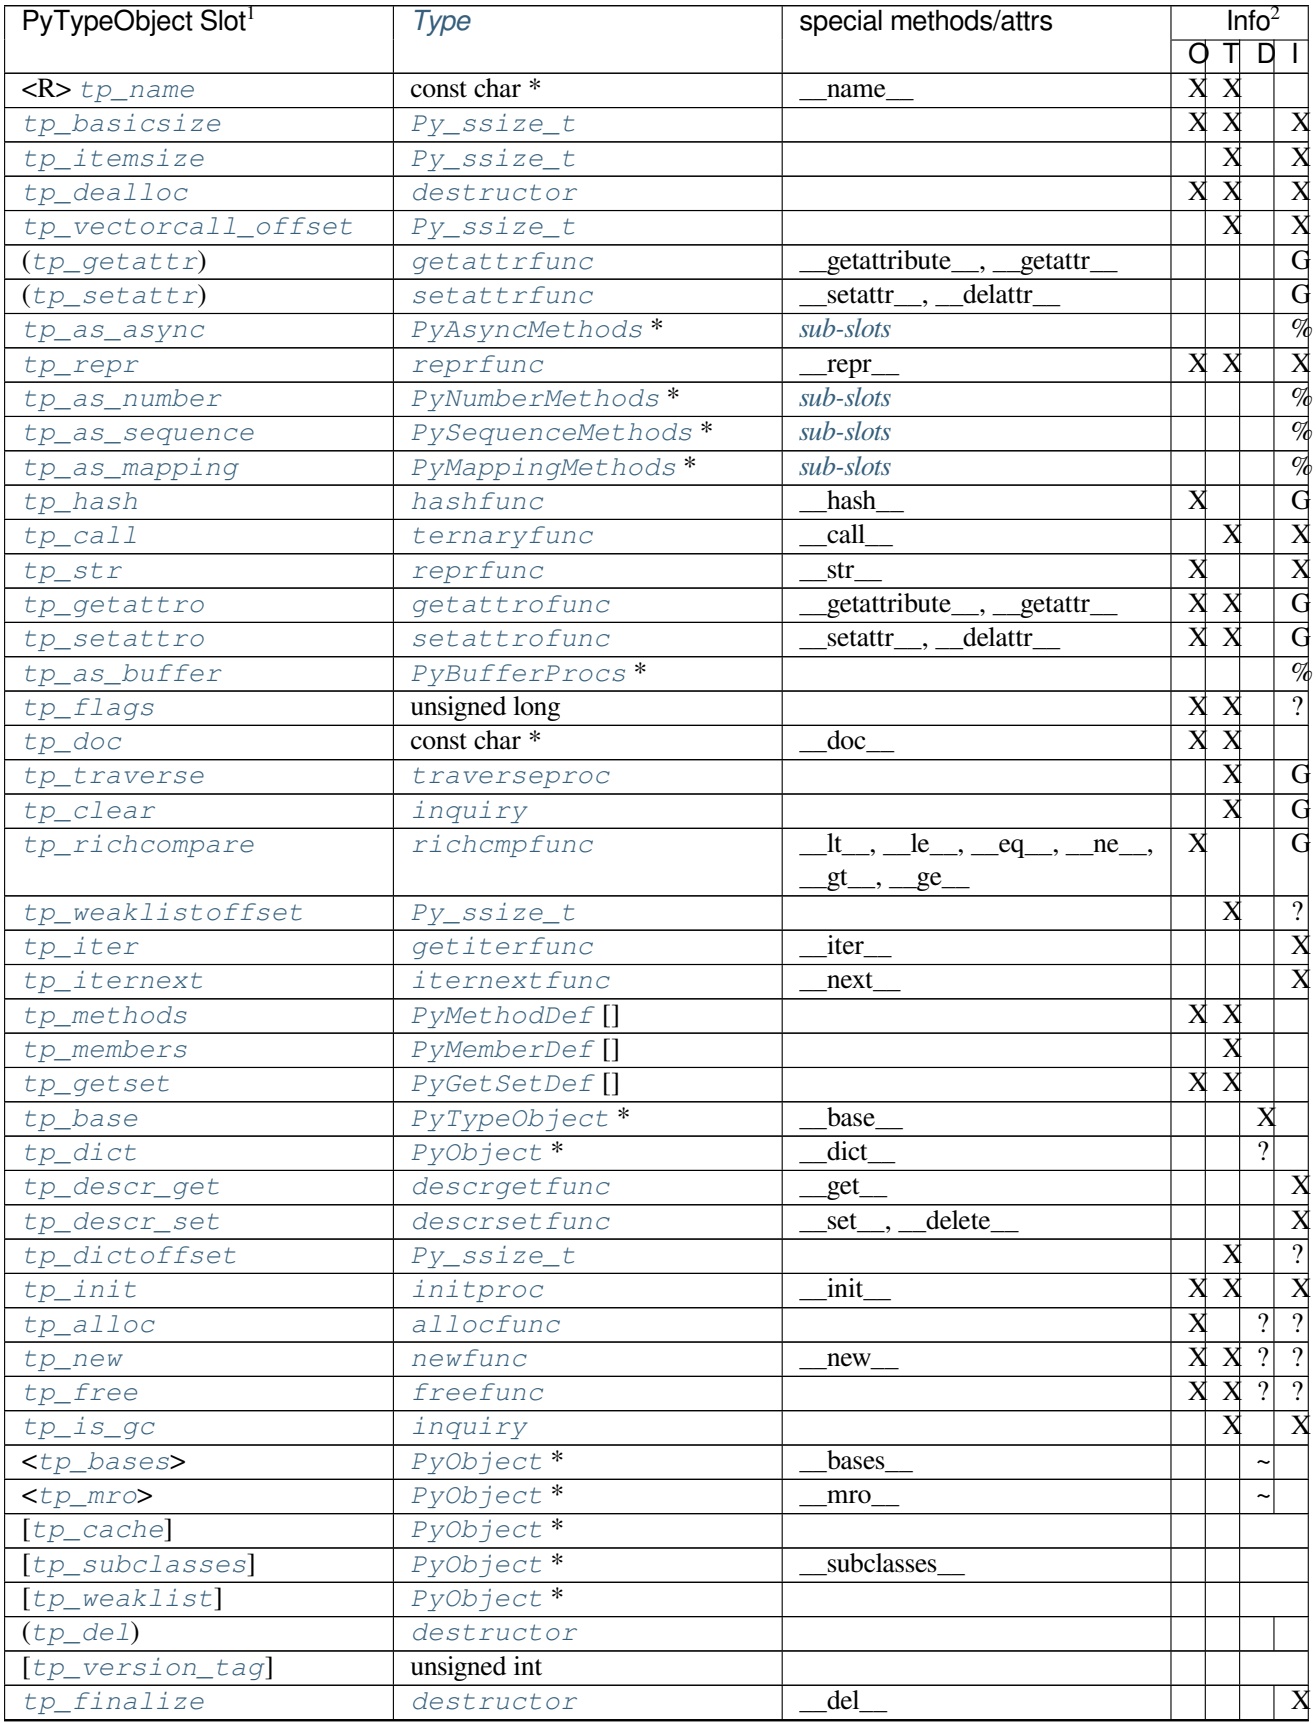 PyTypeObject Slot¹ Type special methods/attrs Info²
O T D I
<R> tp_name const char * __name__ X X
tp_basicsize Py_ssize_t X X X
tp_itemsize Py_ssize_t X X
tp_dealloc destructor X X X
tp_vectorcall_offset Py_ssize_t X X
(tp_getattr) getattrfunc __getattribute__, __getattr__ G
(tp_setattr) setattrfunc __setattr__, __delattr__ G
tp_as_async PyAsyncMethods * sub-slots %
tp_repr reprfunc __repr__ X X X
tp_as_number PyNumberMethods * sub-slots %
tp_as_sequence PySequenceMethods * sub-slots %
tp_as_mapping PyMappingMethods * sub-slots %
tp_hash hashfunc __hash__ X G
tp_call ternaryfunc __call__ X X
tp_str reprfunc __str__ X X
tp_getattro getattrofunc __getattribute__, __getattr__ X X G
tp_setattro setattrofunc __setattr__, __delattr__ X X G
tp_as_buffer PyBufferProcs * %
tp_flags unsigned long X X ?
tp_doc const char * __doc__ X X
tp_traverse traverseproc X G
tp_clear inquiry X G
tp_richcompare richcmpfunc __lt__, __le__, __eq__, __ne__, X G
__gt__, __ge__
tp_weaklistoffset Py_ssize_t X ?
tp_iter getiterfunc __iter__ X
tp_iternext iternextfunc __next__ X
tp_methods PyMethodDef [] X X
tp_members PyMemberDef [] X
tp_getset PyGetSetDef [] X X
tp_base PyTypeObject * __base__ X
tp_dict PyObject * __dict__ ?
tp_descr_get descrgetfunc __get__ X
tp_descr_set descrsetfunc __set__, __delete__ X
tp_dictoffset Py_ssize_t X ?
tp_init initproc __init__ X X X
tp_alloc allocfunc X ? ?
tp_new newfunc __new__ X X ? ?
tp_free freefunc X X ? ?
tp_is_gc inquiry X X
<tp_bases> PyObject * __bases__ ~
<tp_mro> PyObject * __mro__ ~
[tp_cache] PyObject *
[tp_subclasses] PyObject * __subclasses__
[tp_weaklist] PyObject *
(tp_del) destructor
[tp_version_tag] unsigned int
tp_finalize destructor __del__ X